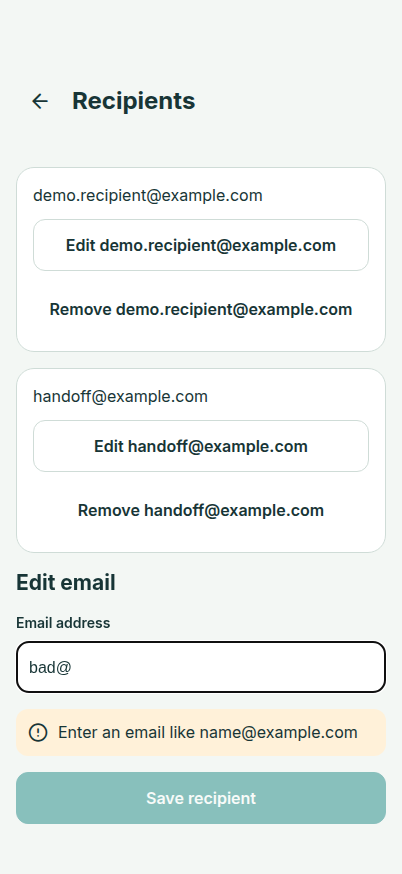 Recipients
demo.recipient@example.com
Edit demo.recipient@example.com
Remove demo.recipient@example.com
handoff@example.com
Edit handoff@example.com
Remove handoff@example.com
Edit email
Email address
bad@
Enter an email like name@example.com
Save recipient